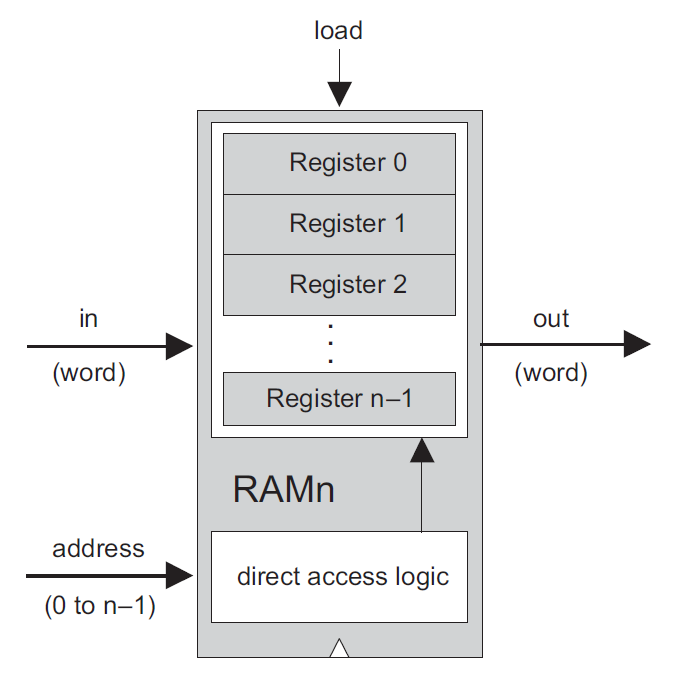 load
Register 0
Register 1
Register 2
in
(word)
out
(word)
Register n–1
RAMn
address
(0 to n–1)
direct access logic